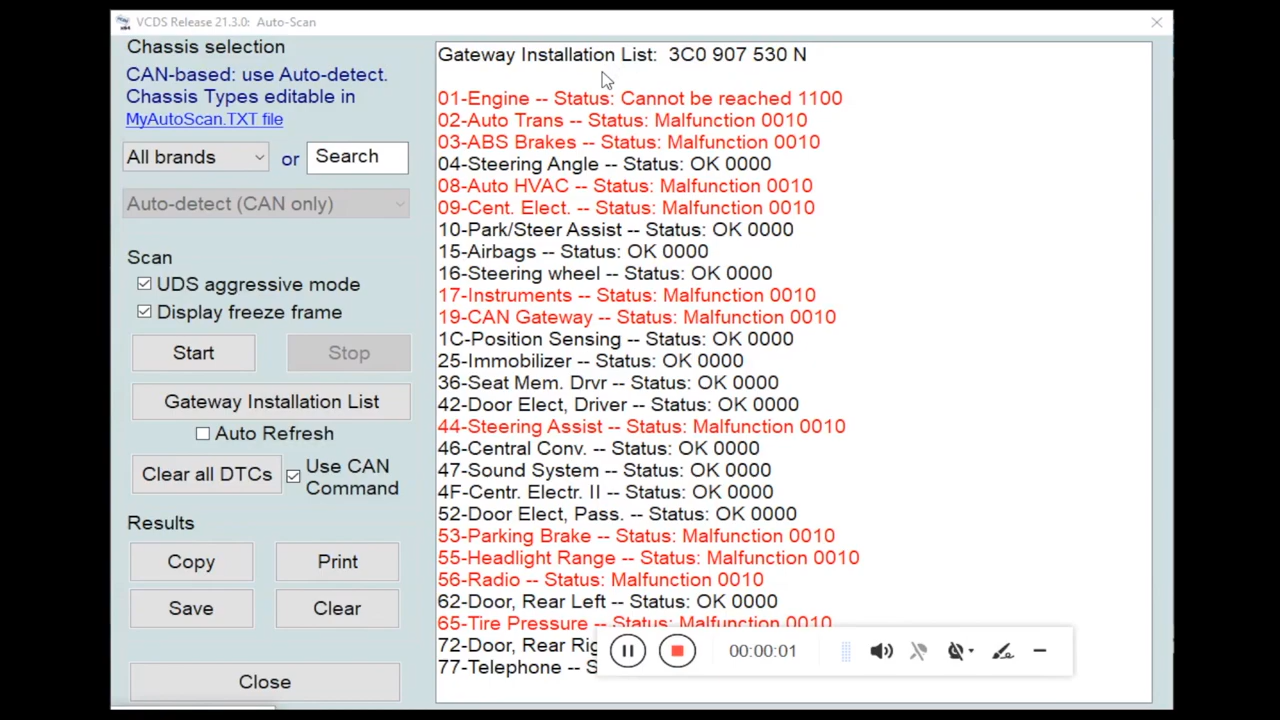 VCDS Release 21.3.0: Auto-Scan
Chassis selection
CAN-based: use Auto-detect.
Chassis Types editable in
MyAutoScan.TXT file
All brands
or
Search
Auto-detect (CAN only)
Scan
UDS aggressive mode
Display freeze frame
Start
Stop
Gateway Installation List
Auto Refresh
Clear all DTCs
Use CAN
Command
Results
Copy
Print
Save
Clear
Close
Gateway Installation List: 3C0 907 530 N
01-Engine -- Status: Cannot be reached 1100
02-Auto Trans -- Status: Malfunction 0010
03-ABS Brakes -- Status: Malfunction 0010
04-Steering Angle -- Status: OK 0000
08-Auto HVAC -- Status: Malfunction 0010
09-Cent. Elect. -- Status: Malfunction 0010
10-Park/Steer Assist -- Status: OK 0000
15-Airbags -- Status: OK 0000
16-Steering wheel -- Status: OK 0000
17-Instruments -- Status: Malfunction 0010
19-CAN Gateway -- Status: Malfunction 0010
1C-Position Sensing -- Status: OK 0000
25-Immobilizer -- Status: OK 0000
36-Seat Mem. Drvr -- Status: OK 0000
42-Door Elect, Driver -- Status: OK 0000
44-Steering Assist -- Status: Malfunction 0010
46-Central Conv. -- Status: OK 0000
47-Sound System -- Status: OK 0000
4F-Centr. Electr. II -- Status: OK 0000
52-Door Elect, Pass. -- Status: OK 0000
53-Parking Brake -- Status: Malfunction 0010
55-Headlight Range -- Status: Malfunction 0010
56-Radio -- Status: Malfunction 0010
62-Door, Rear Left -- Status: OK 0000
65-Tire Pressure -- Status: Malfunction 0010
72-Door, Rear
77-Telephone --
00:00:01